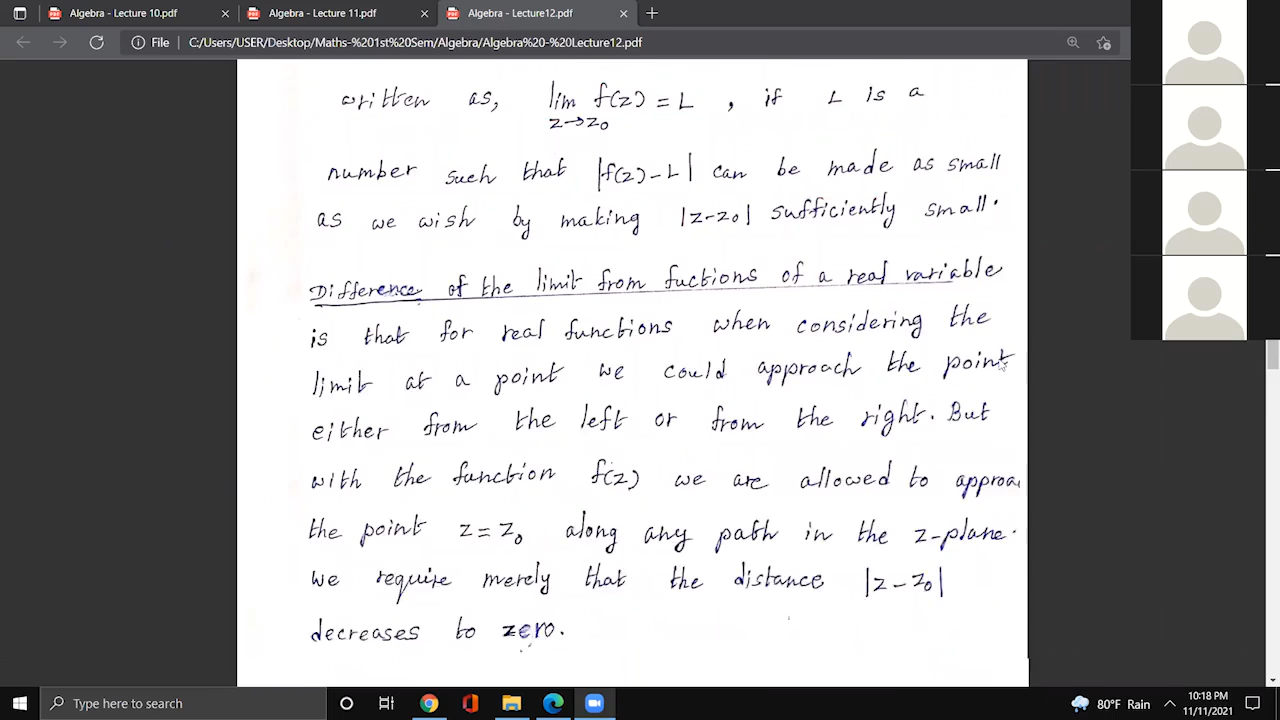 Algebra - Lecture 10.pdf
Algebra - Lecture 11.pdf
Algebra - Lecture12.pdf
File
C:/Users/USER/Desktop/Maths-%201st%20Sem/Algebra/Algebra%20-%20Lecture12.pdf
written as, lim f(z) = L , if L is a
z→z₀
number such that |f(z)-L| can be made as small
as we wish by making |z-z₀| sufficiently small.
Difference of the limit from fuctions of a real variable
is that for real functions when considering the
limit at a point we could approach the point
either from the left or from the right. But
with the function f(z) we are allowed to approa
the point z = z₀ along any path in the z-plane.
we require merely that the distance |z-z₀|
decreases to zero.
Type here to search
80°F Rain
10:18 PM
11/11/2021